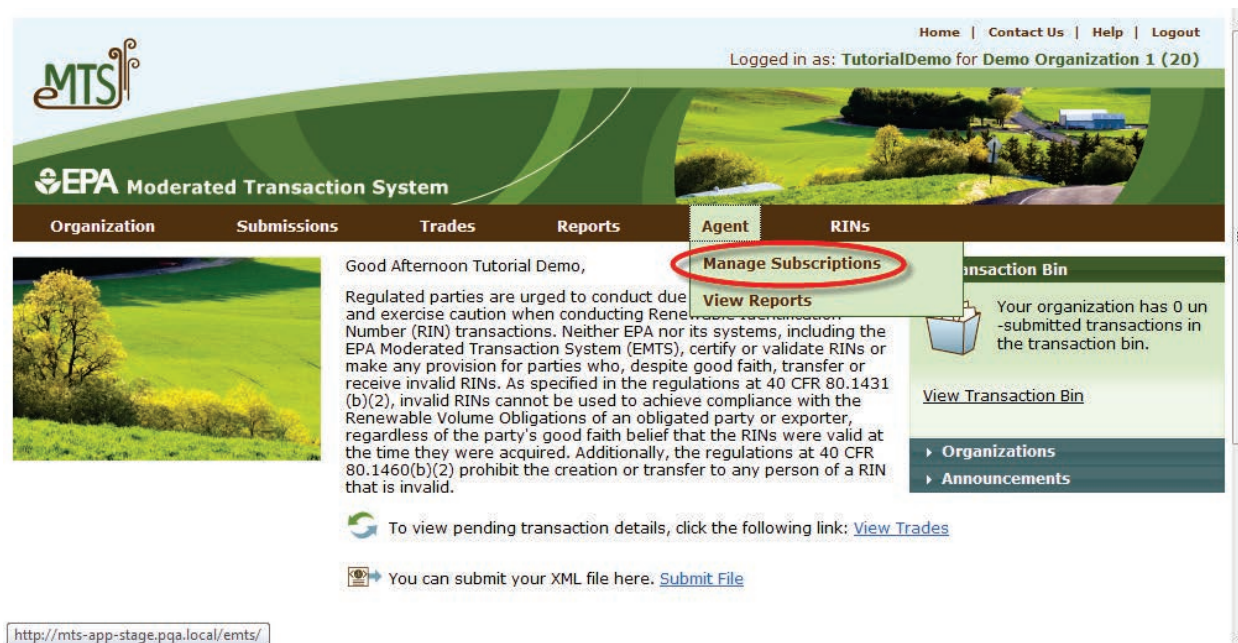 Home | Contact Us | Help | Logout
Logged in as: TutorialDemo for Demo Organization 1 (20)
eMTS
EPA Moderated Transaction System
Organization Submissions Trades Reports Agent RINs
Manage Subscriptions
View Reports
Good Afternoon Tutorial Demo,
Regulated parties are urged to conduct due
and exercise caution when conducting Renewable Identification
Number (RIN) transactions. Neither EPA nor its systems, including the
EPA Moderated Transaction System (EMTS), certify or validate RINs or
make any provision for parties who, despite good faith, transfer or
receive invalid RINs. As specified in the regulations at 40 CFR 80.1431
(b)(2), invalid RINs cannot be used to achieve compliance with the
Renewable Volume Obligations of an obligated party or exporter,
regardless of the party's good faith belief that the RINs were valid at
the time they were acquired. Additionally, the regulations at 40 CFR
80.1460(b)(2) prohibit the creation or transfer to any person of a RIN
that is invalid.
To view pending transaction details, click the following link: View Trades
You can submit your XML file here. Submit File
ansaction Bin
Your organization has 0 un
-submitted transactions in
the transaction bin.
View Transaction Bin
Organizations
Announcements
http://mts-app-stage.pqa.local/emts/